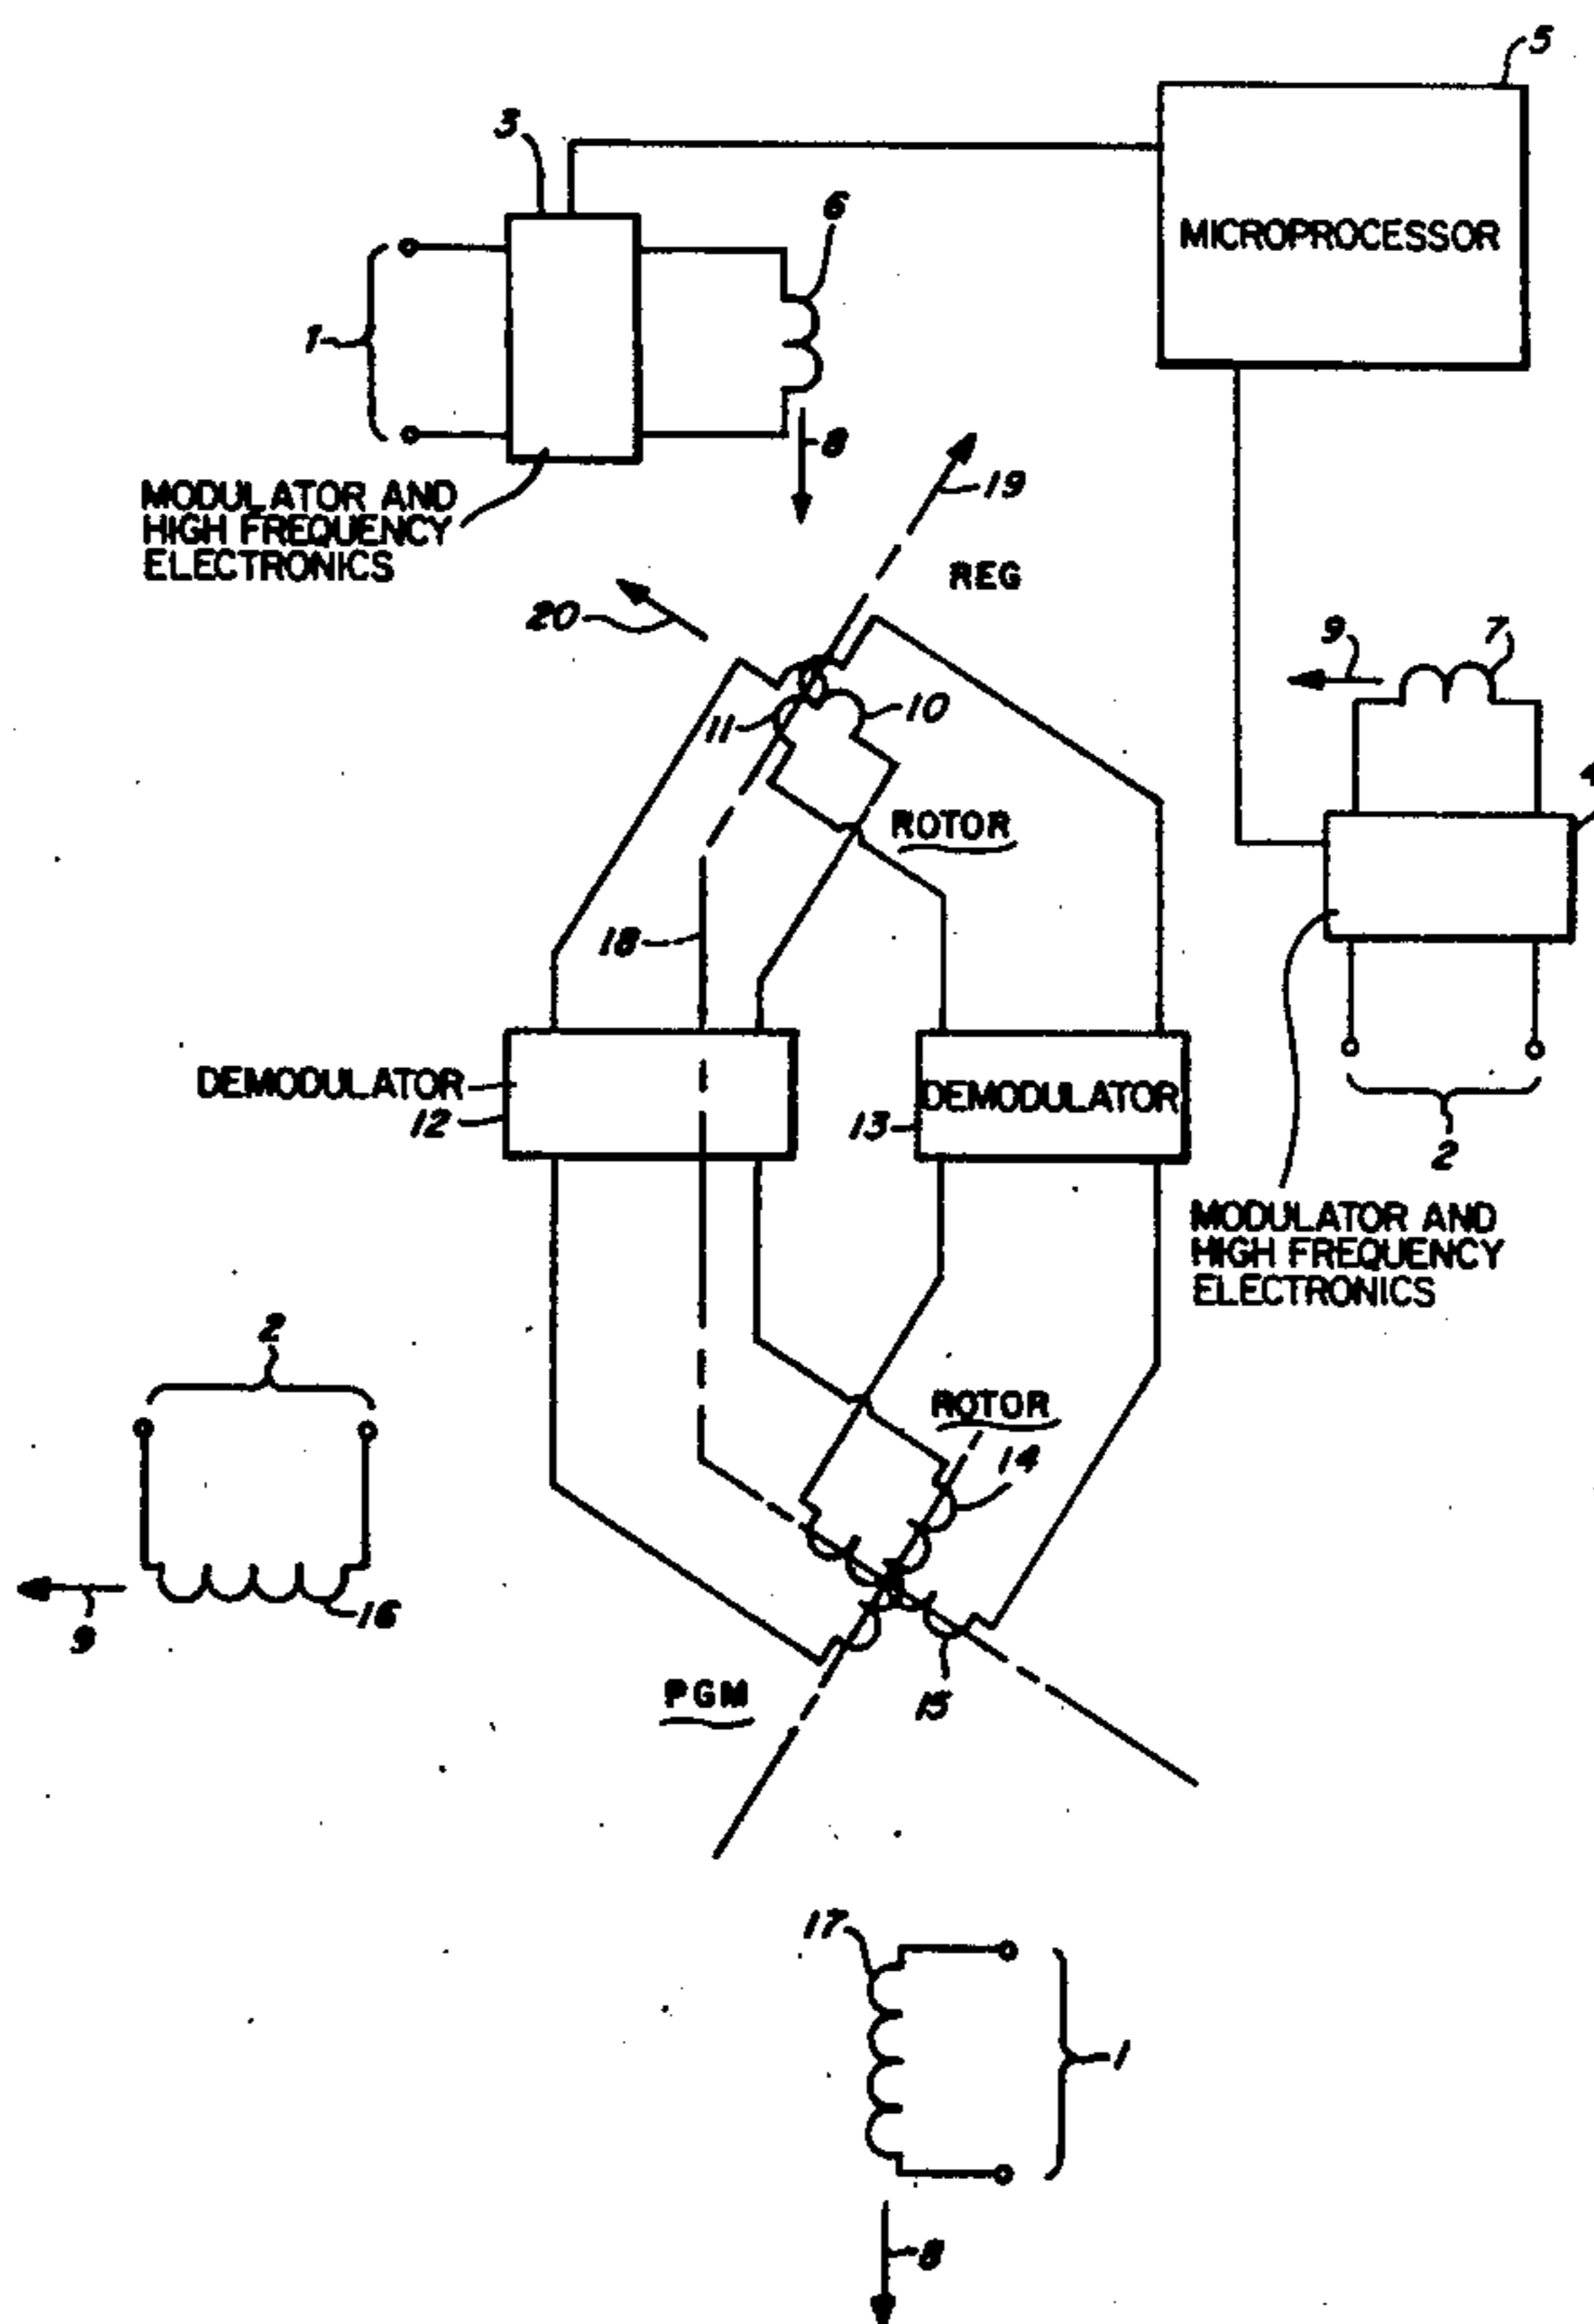 5
3
6
MICROPROCESSOR
1
8
MODULATOR AND
HIGH FREQUENCY
ELECTRONICS
19
REG
20
9
7
11
10
ROTOR
18
DEMODULATOR
12
13
DEMODULATOR
2
MODULATOR AND
HIGH FREQUENCY
ELECTRONICS
2
ROTOR
14
16
9
PGM
15
17
1
8